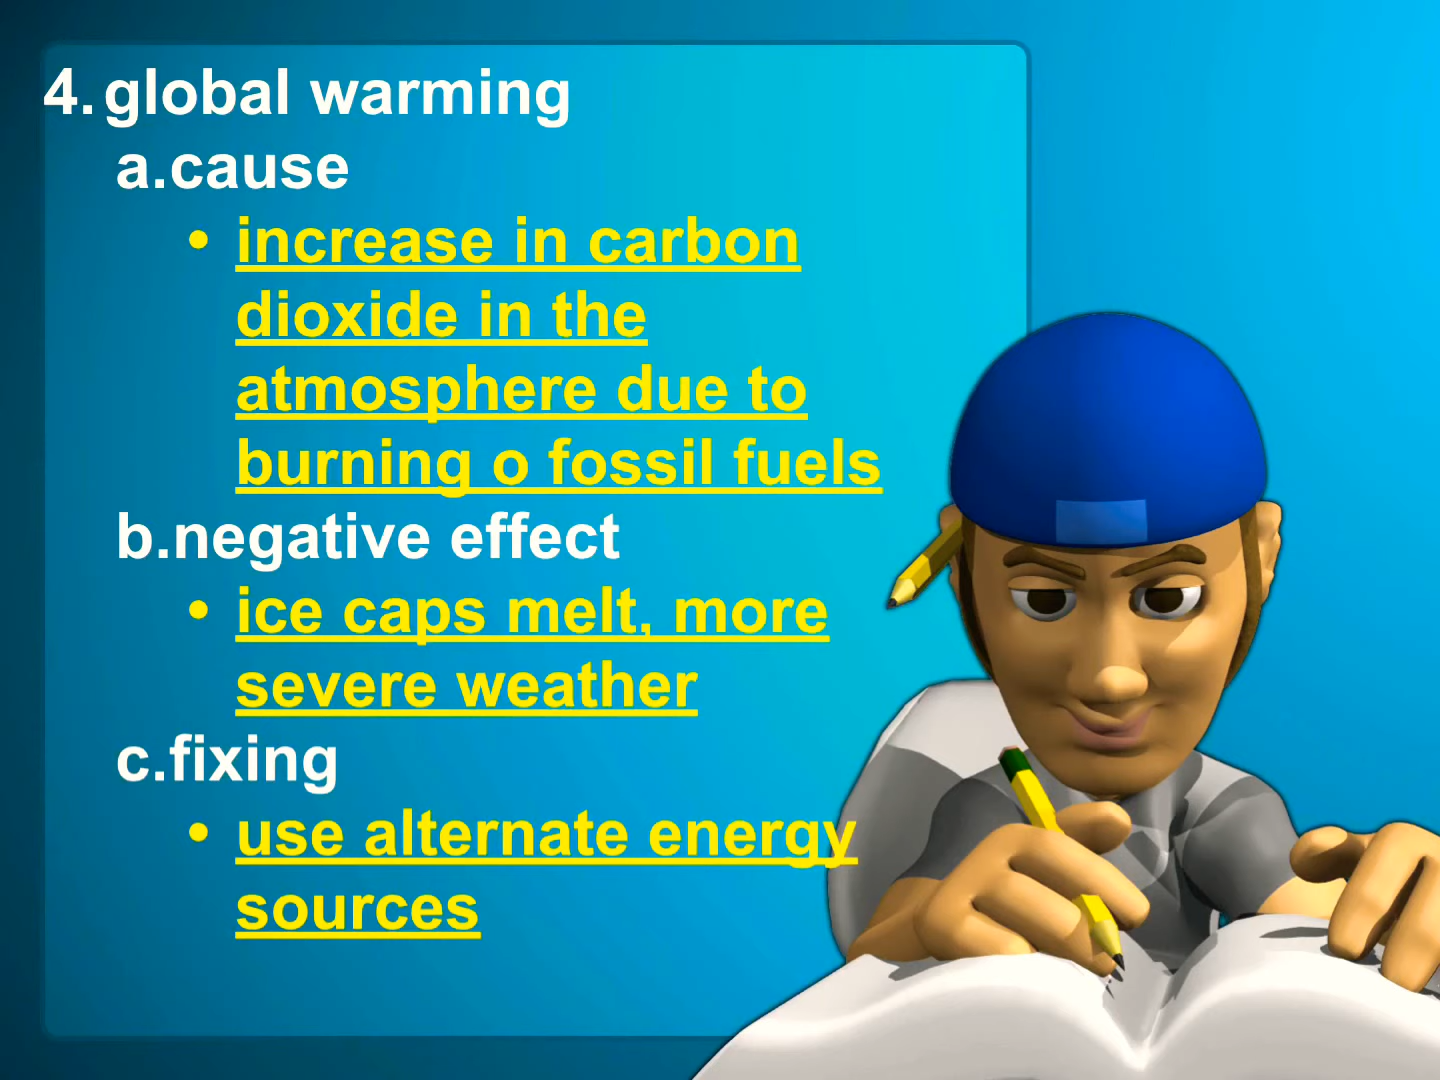 4. global warming
a.cause
• increase in carbon
dioxide in the
atmosphere due to
burning o fossil fuels
b.negative effect
• ice caps melt, more
severe weather
c.fixing
• use alternate energy
sources